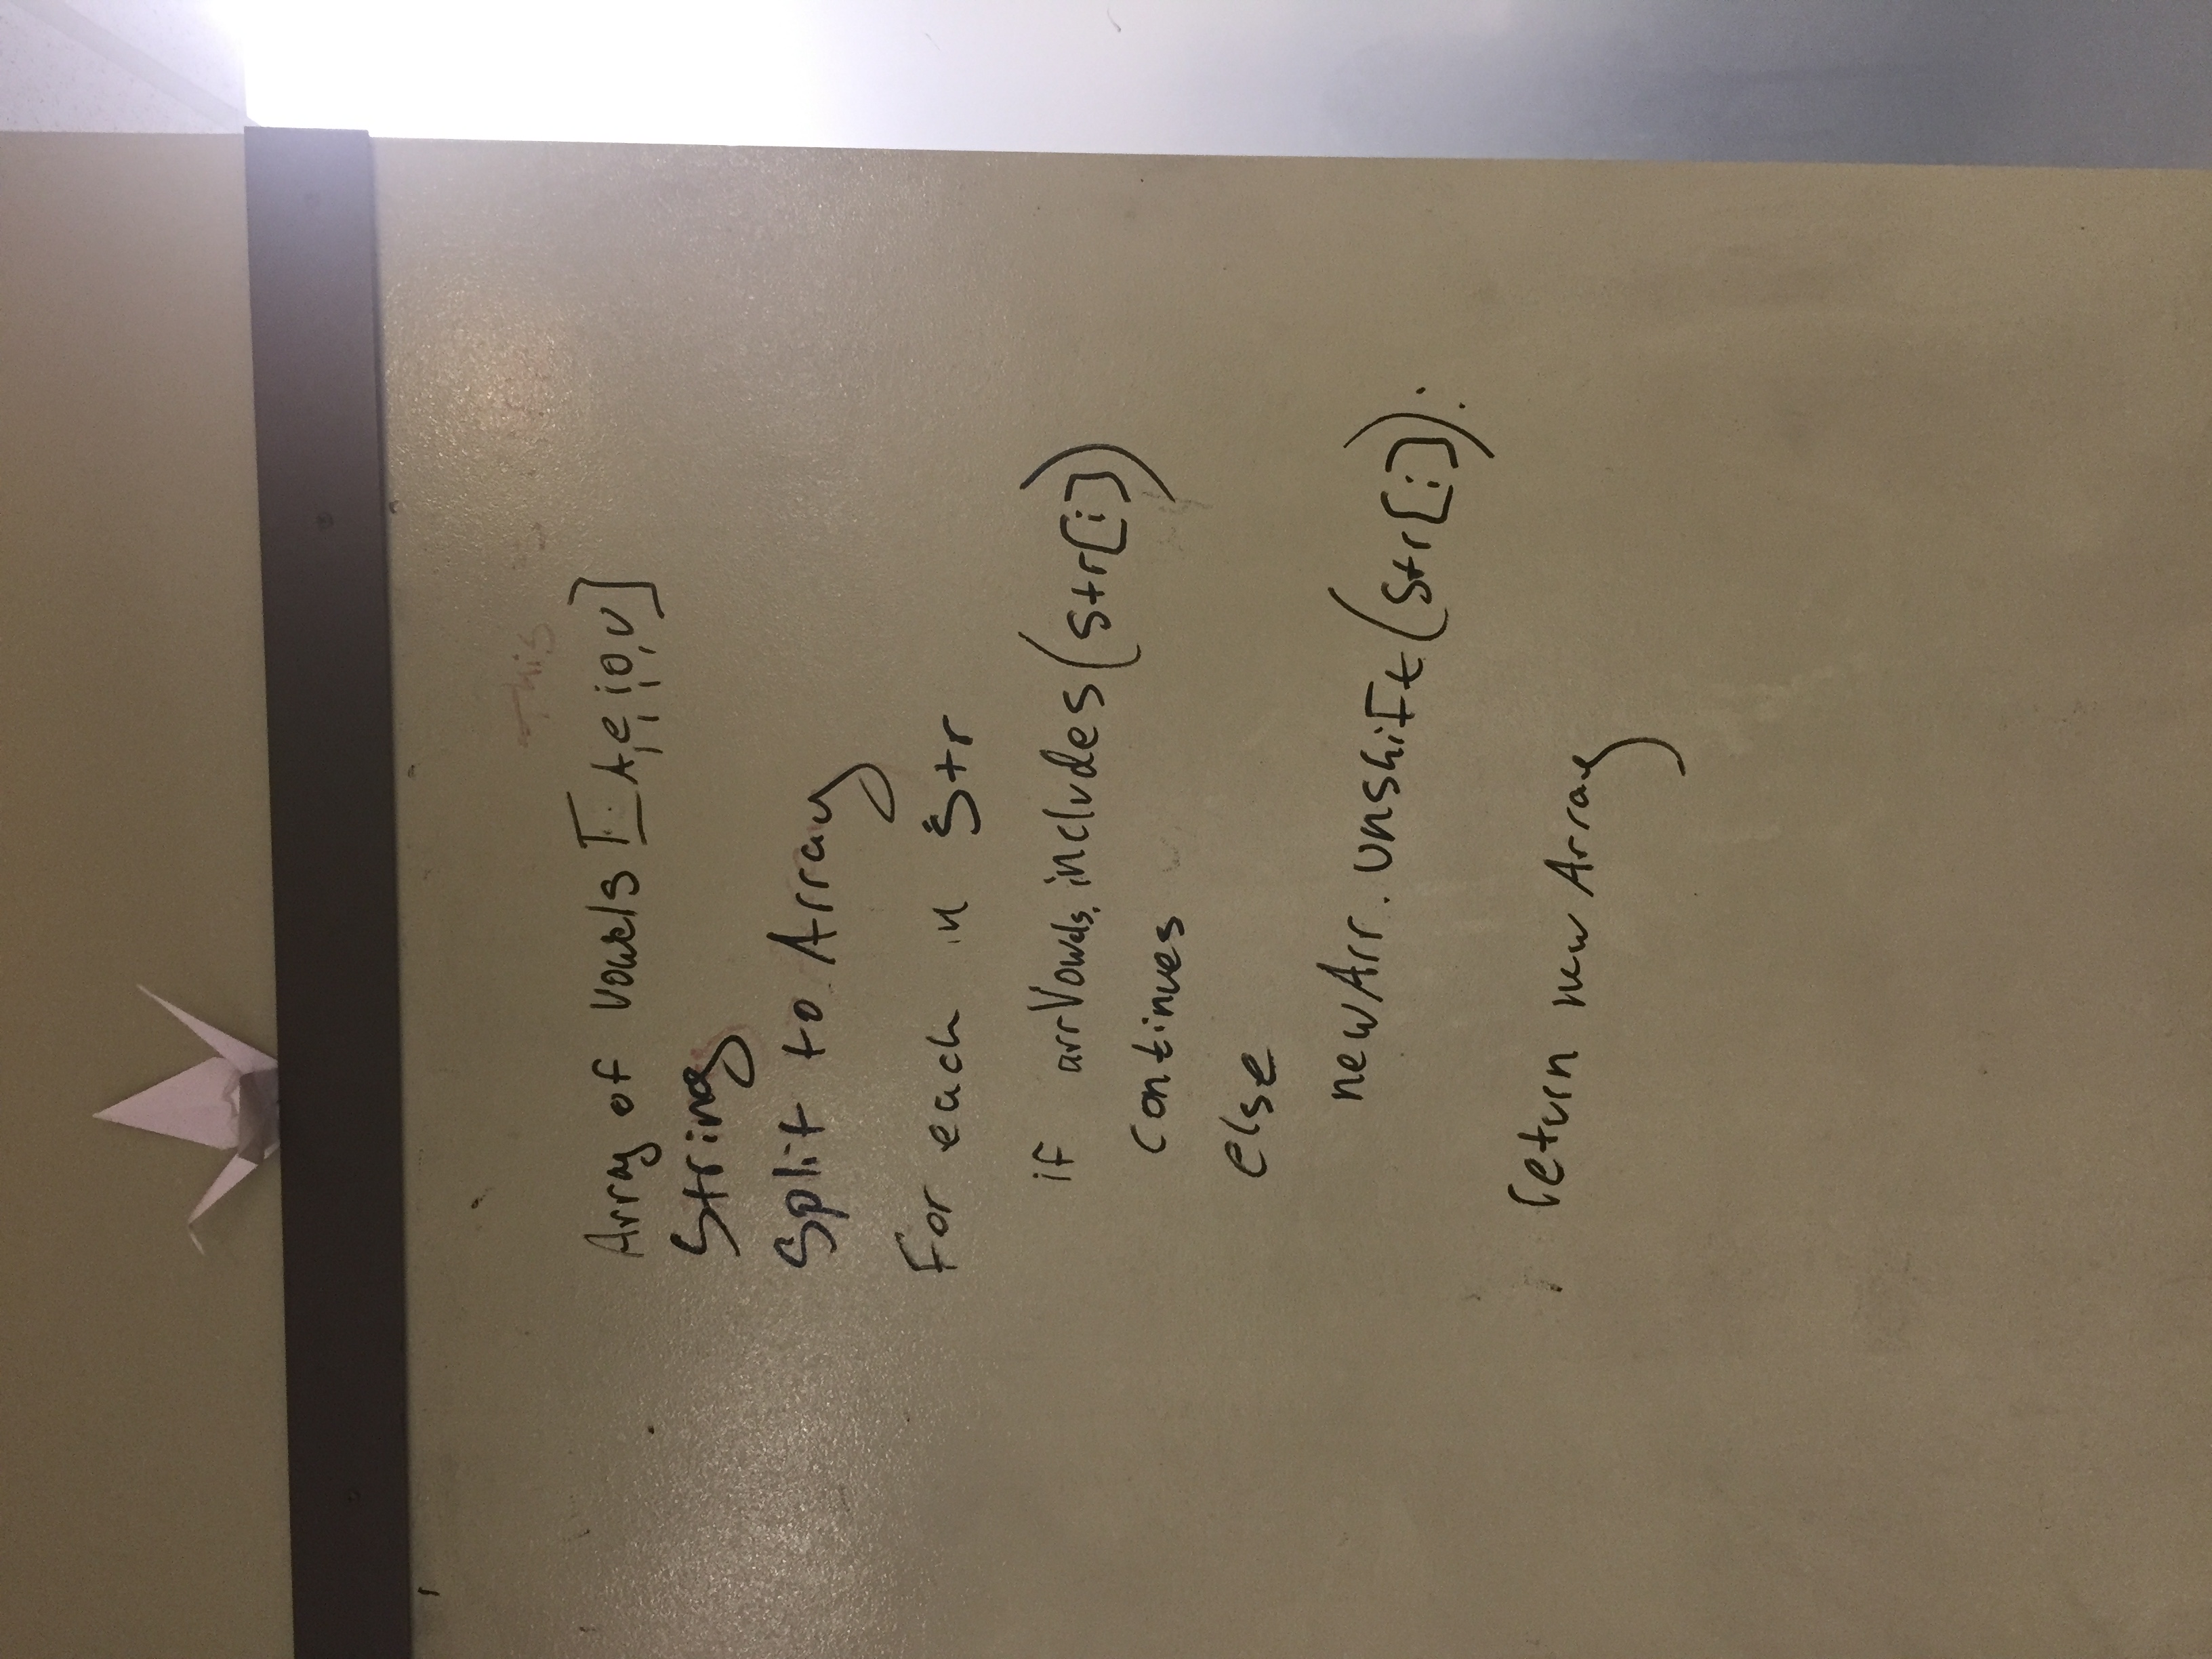 This
Array of Vowels [A, e, i, o, u]
String
Split to Array
For each in Str
if arrVowels.includes(str[i])
continues
else
newArr.unshift(str[i]);
return new Array